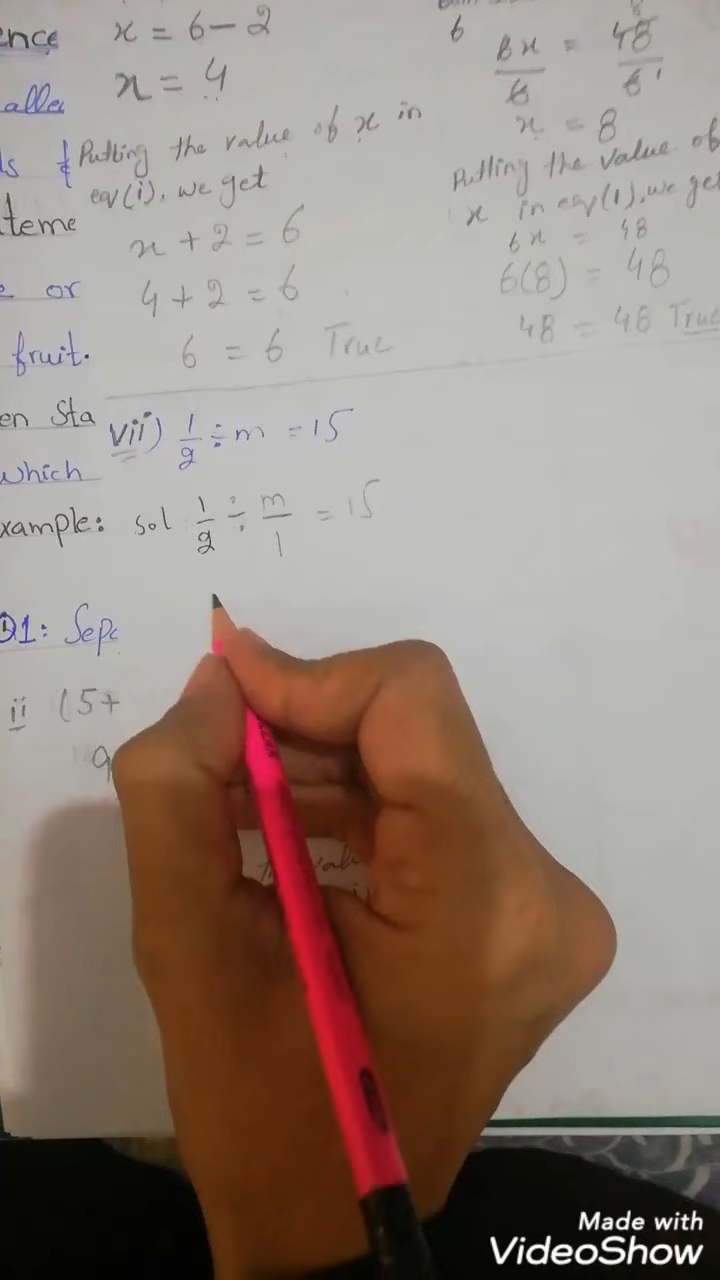 ence
alle
ls
teme
e or
fruit.
en Sta
which
xample:
Q1: Sep
ii (5+
x = 6 - 2
x = 4
Putting the value of x in
eq(i), we get
x + 2 = 6
4 + 2 = 6
6 = 6 True
6
6x/6 = 48/6
x = 8
Putting the value of
x in eq(1), we get
6x = 48
6(8) = 48
48 = 48 True
vii) 1/2 ÷ m = 15
sol 1/2 ÷ m/1 = 15
Made with
VideoShow